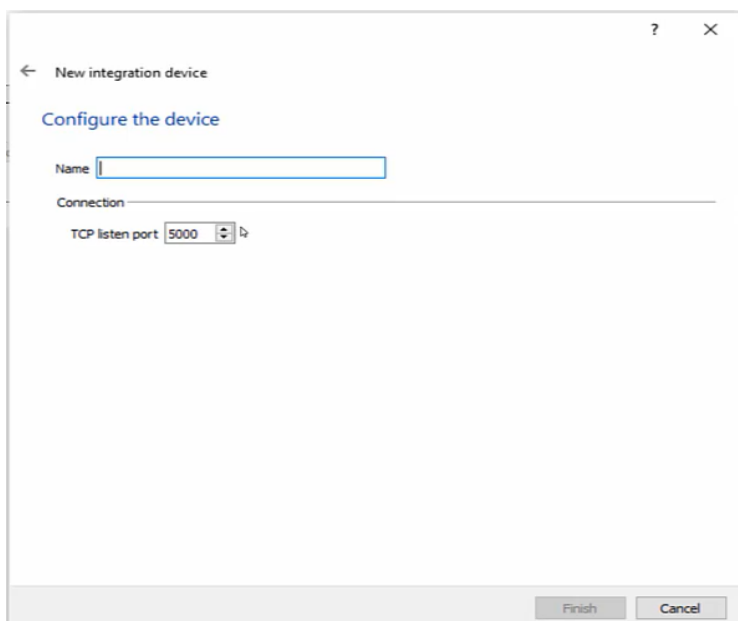 ?
New integration device
Configure the device
Name
Connection
TCP listen port 5000
Finish Cancel